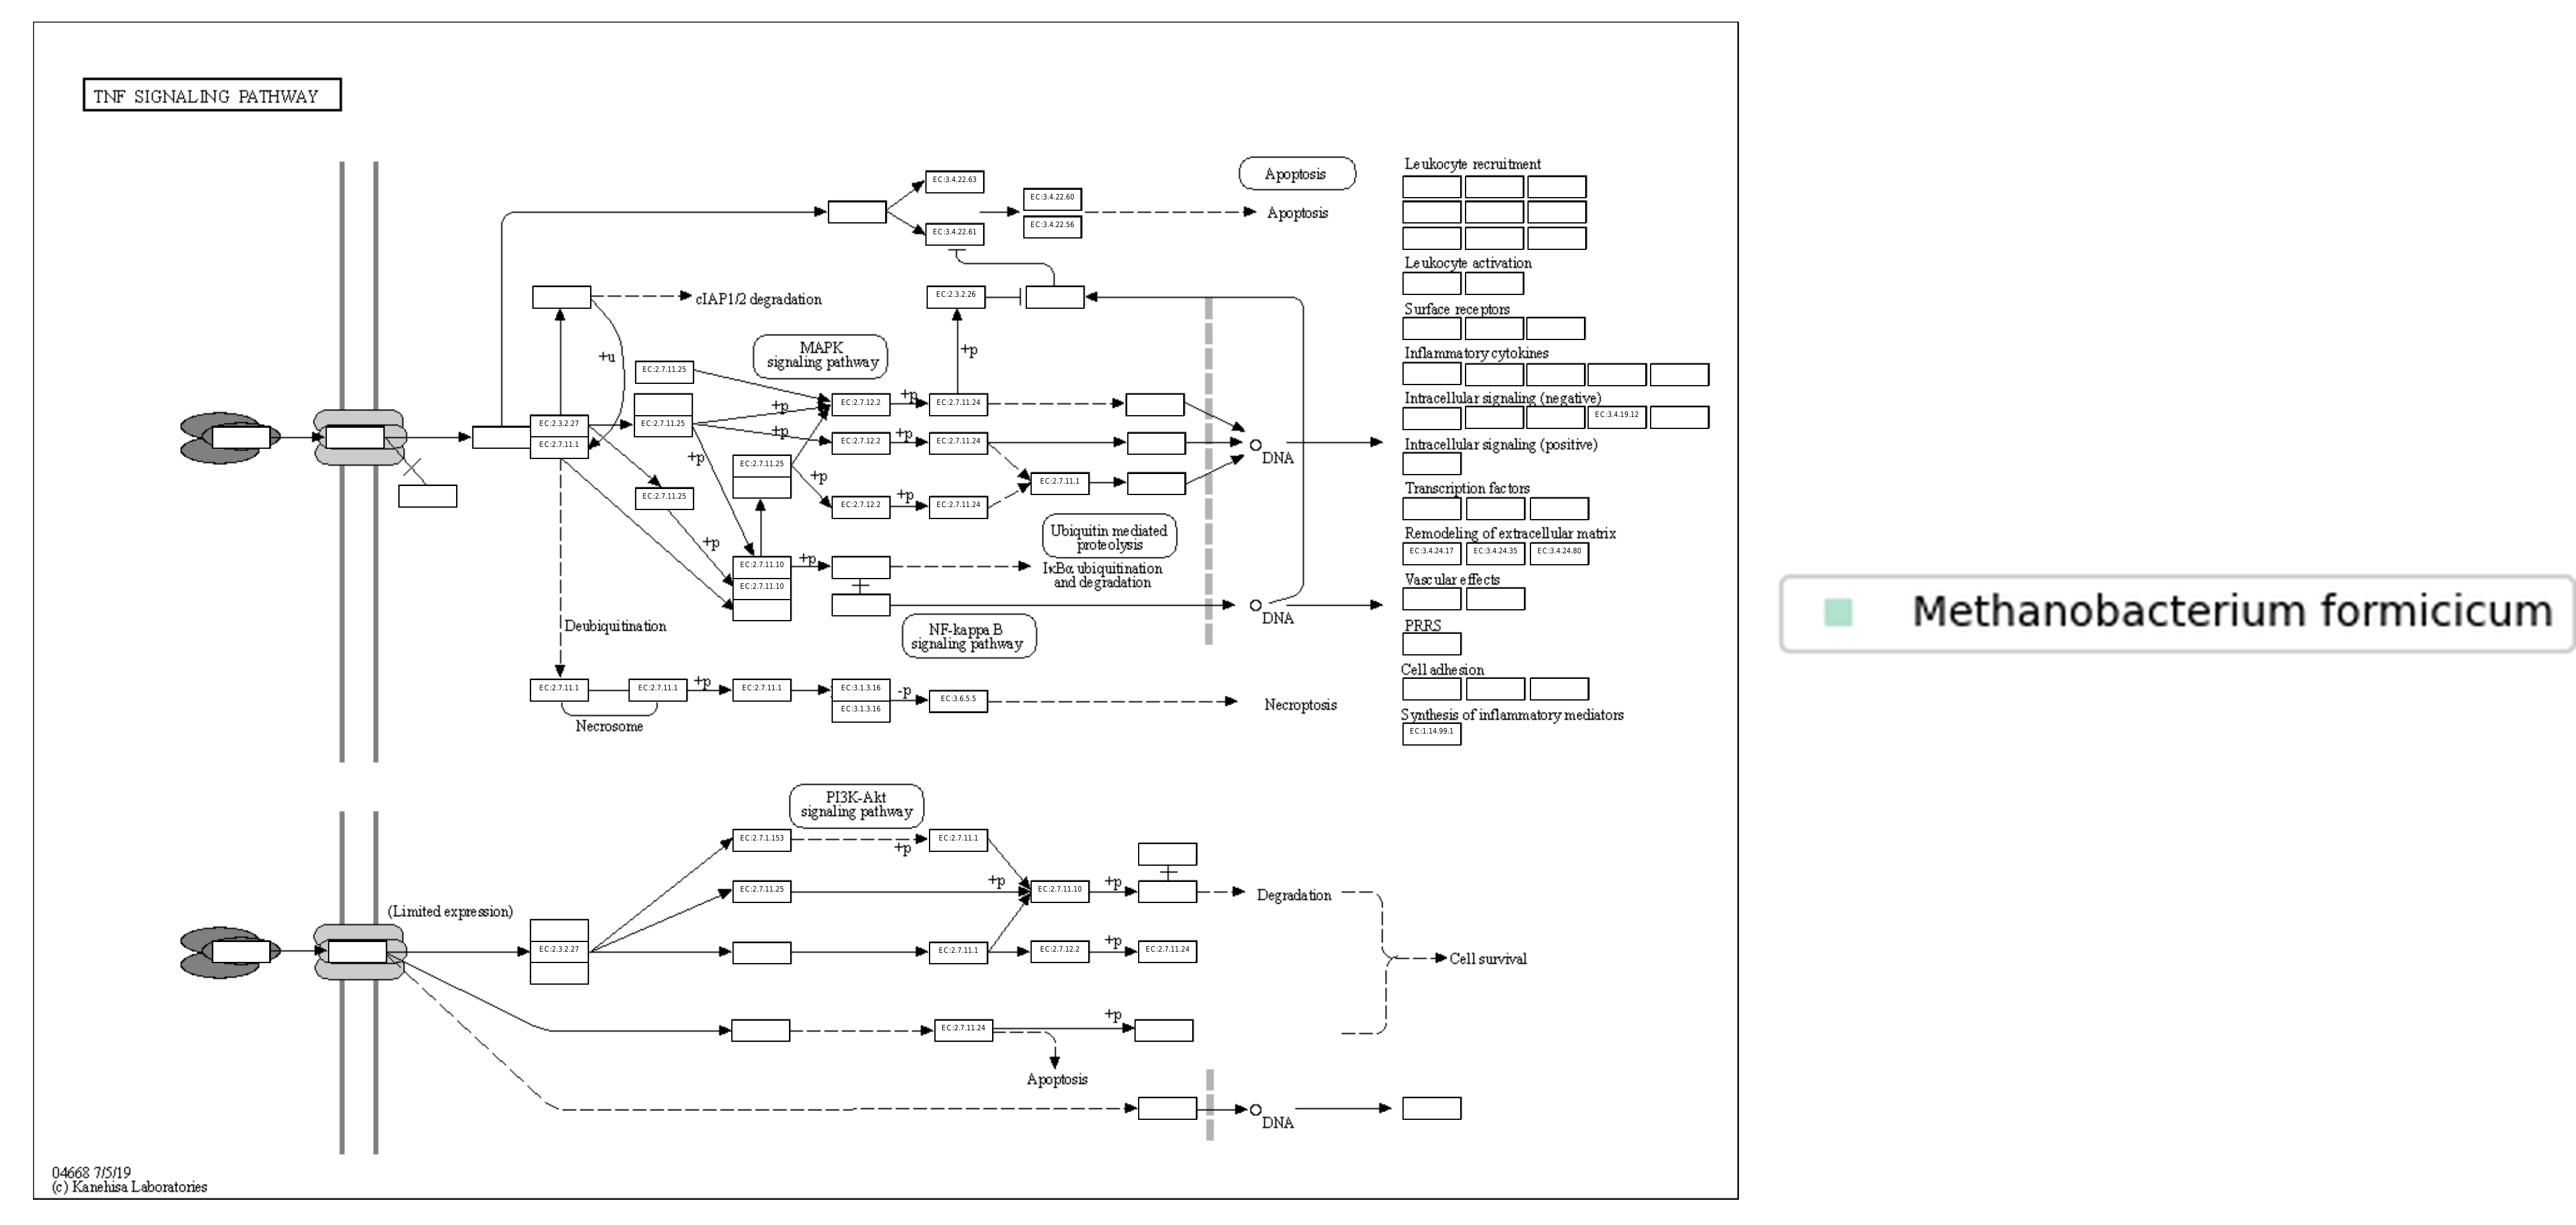 TNF SIGNALING PATHWAY
Apoptosis
Leukocyte recruitment
EC:3.4.22.63
EC:3.4.22.60
Apoptosis
EC:3.4.22.56
EC:3.4.22.61
Leukocyte activation
cIAP1/2 degradation
EC:2.3.2.26
Surface receptors
+u
MAPK
signaling pathway
+p
Inflammatory cytokines
EC:2.7.11.25
Intracellular signaling (negative)
+p
EC:2.7.12.2
+p
EC:2.7.11.24
EC:3.4.19.12
EC:2.3.2.27
EC:2.7.11.25
EC:2.7.11.1
+p
EC:2.7.12.2
+p
EC:2.7.11.24
DNA
Intracellular signaling (positive)
+p
EC:2.7.11.25
+p
EC:2.7.11.1
EC:2.7.11.25
EC:2.7.12.2
+p
EC:2.7.11.24
Transcription factors
Ubiquitin mediated
proteolysis
Remodeling of extracellular matrix
EC:3.4.24.17
EC:3.4.24.35
EC:3.4.24.80
+p
EC:2.7.11.10
+p
IκBα ubiquitination
and degradation
EC:2.7.11.10
Vascular effects
DNA
Deubiquitination
NF-kappa B
signaling pathway
PRRS
Cell adhesion
EC:2.7.11.1
EC:2.7.11.1
+p
EC:2.7.11.1
EC:3.1.3.16
-p
EC:3.6.5.5
Necroptosis
EC:3.1.3.16
Necrosome
Synthesis of inflammatory mediators
EC:1.14.99.1
PI3K-Akt
signaling pathway
EC:2.7.1.153
+p
EC:2.7.11.1
EC:2.7.11.25
+p
EC:2.7.11.10
+p
Degradation
(Limited expression)
EC:2.3.2.27
EC:2.7.11.1
EC:2.7.12.2
+p
EC:2.7.11.24
Cell survival
EC:2.7.11.24
+p
Apoptosis
DNA
04668 7/5/19
(c) Kanehisa Laboratories
Methanobacterium formicicum